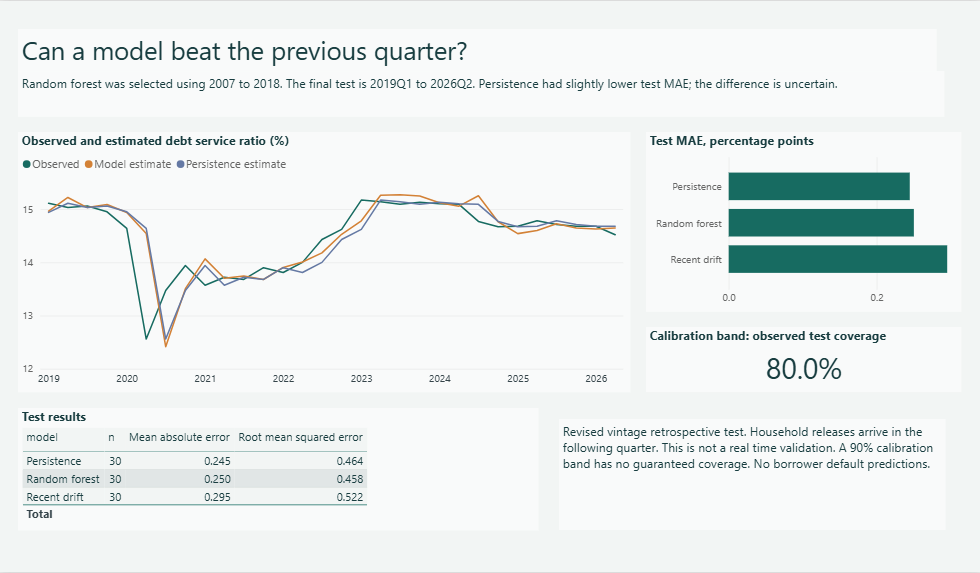 Can a model beat the previous quarter?
Random forest was selected using 2007 to 2018. The final test is 2019Q1 to 2026Q2. Persistence had slightly lower test MAE; the difference is uncertain.
Observed and estimated debt service ratio (%)
Observed Model estimate Persistence estimate
15
14
13
12
2019 2020 2021 2022 2023 2024 2025 2026
Test MAE, percentage points
Persistence
Random forest
Recent drift
0.0 0.2
Calibration band: observed test coverage
80.0%
Test results
model n Mean absolute error Root mean squared error
Persistence 30 0.245 0.464
Random forest 30 0.250 0.458
Recent drift 30 0.295 0.522
Total
Revised vintage retrospective test. Household releases arrive in the
following quarter. This is not a real time validation. A 90% calibration
band has no guaranteed coverage. No borrower default predictions.